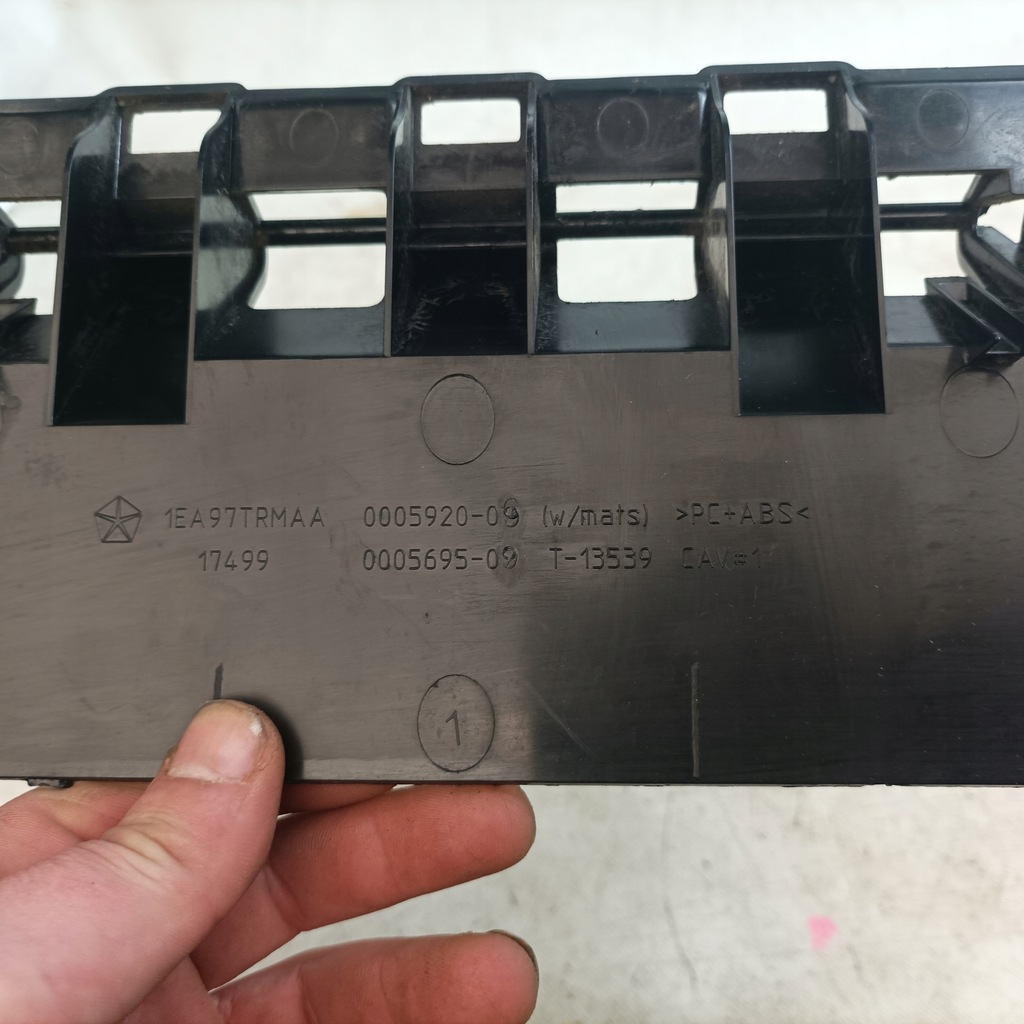 1EA97TRMAA 0005920-09 (w/mats) >PC+ABS<
17499 0005695-09 T-13539 CAV#1
1